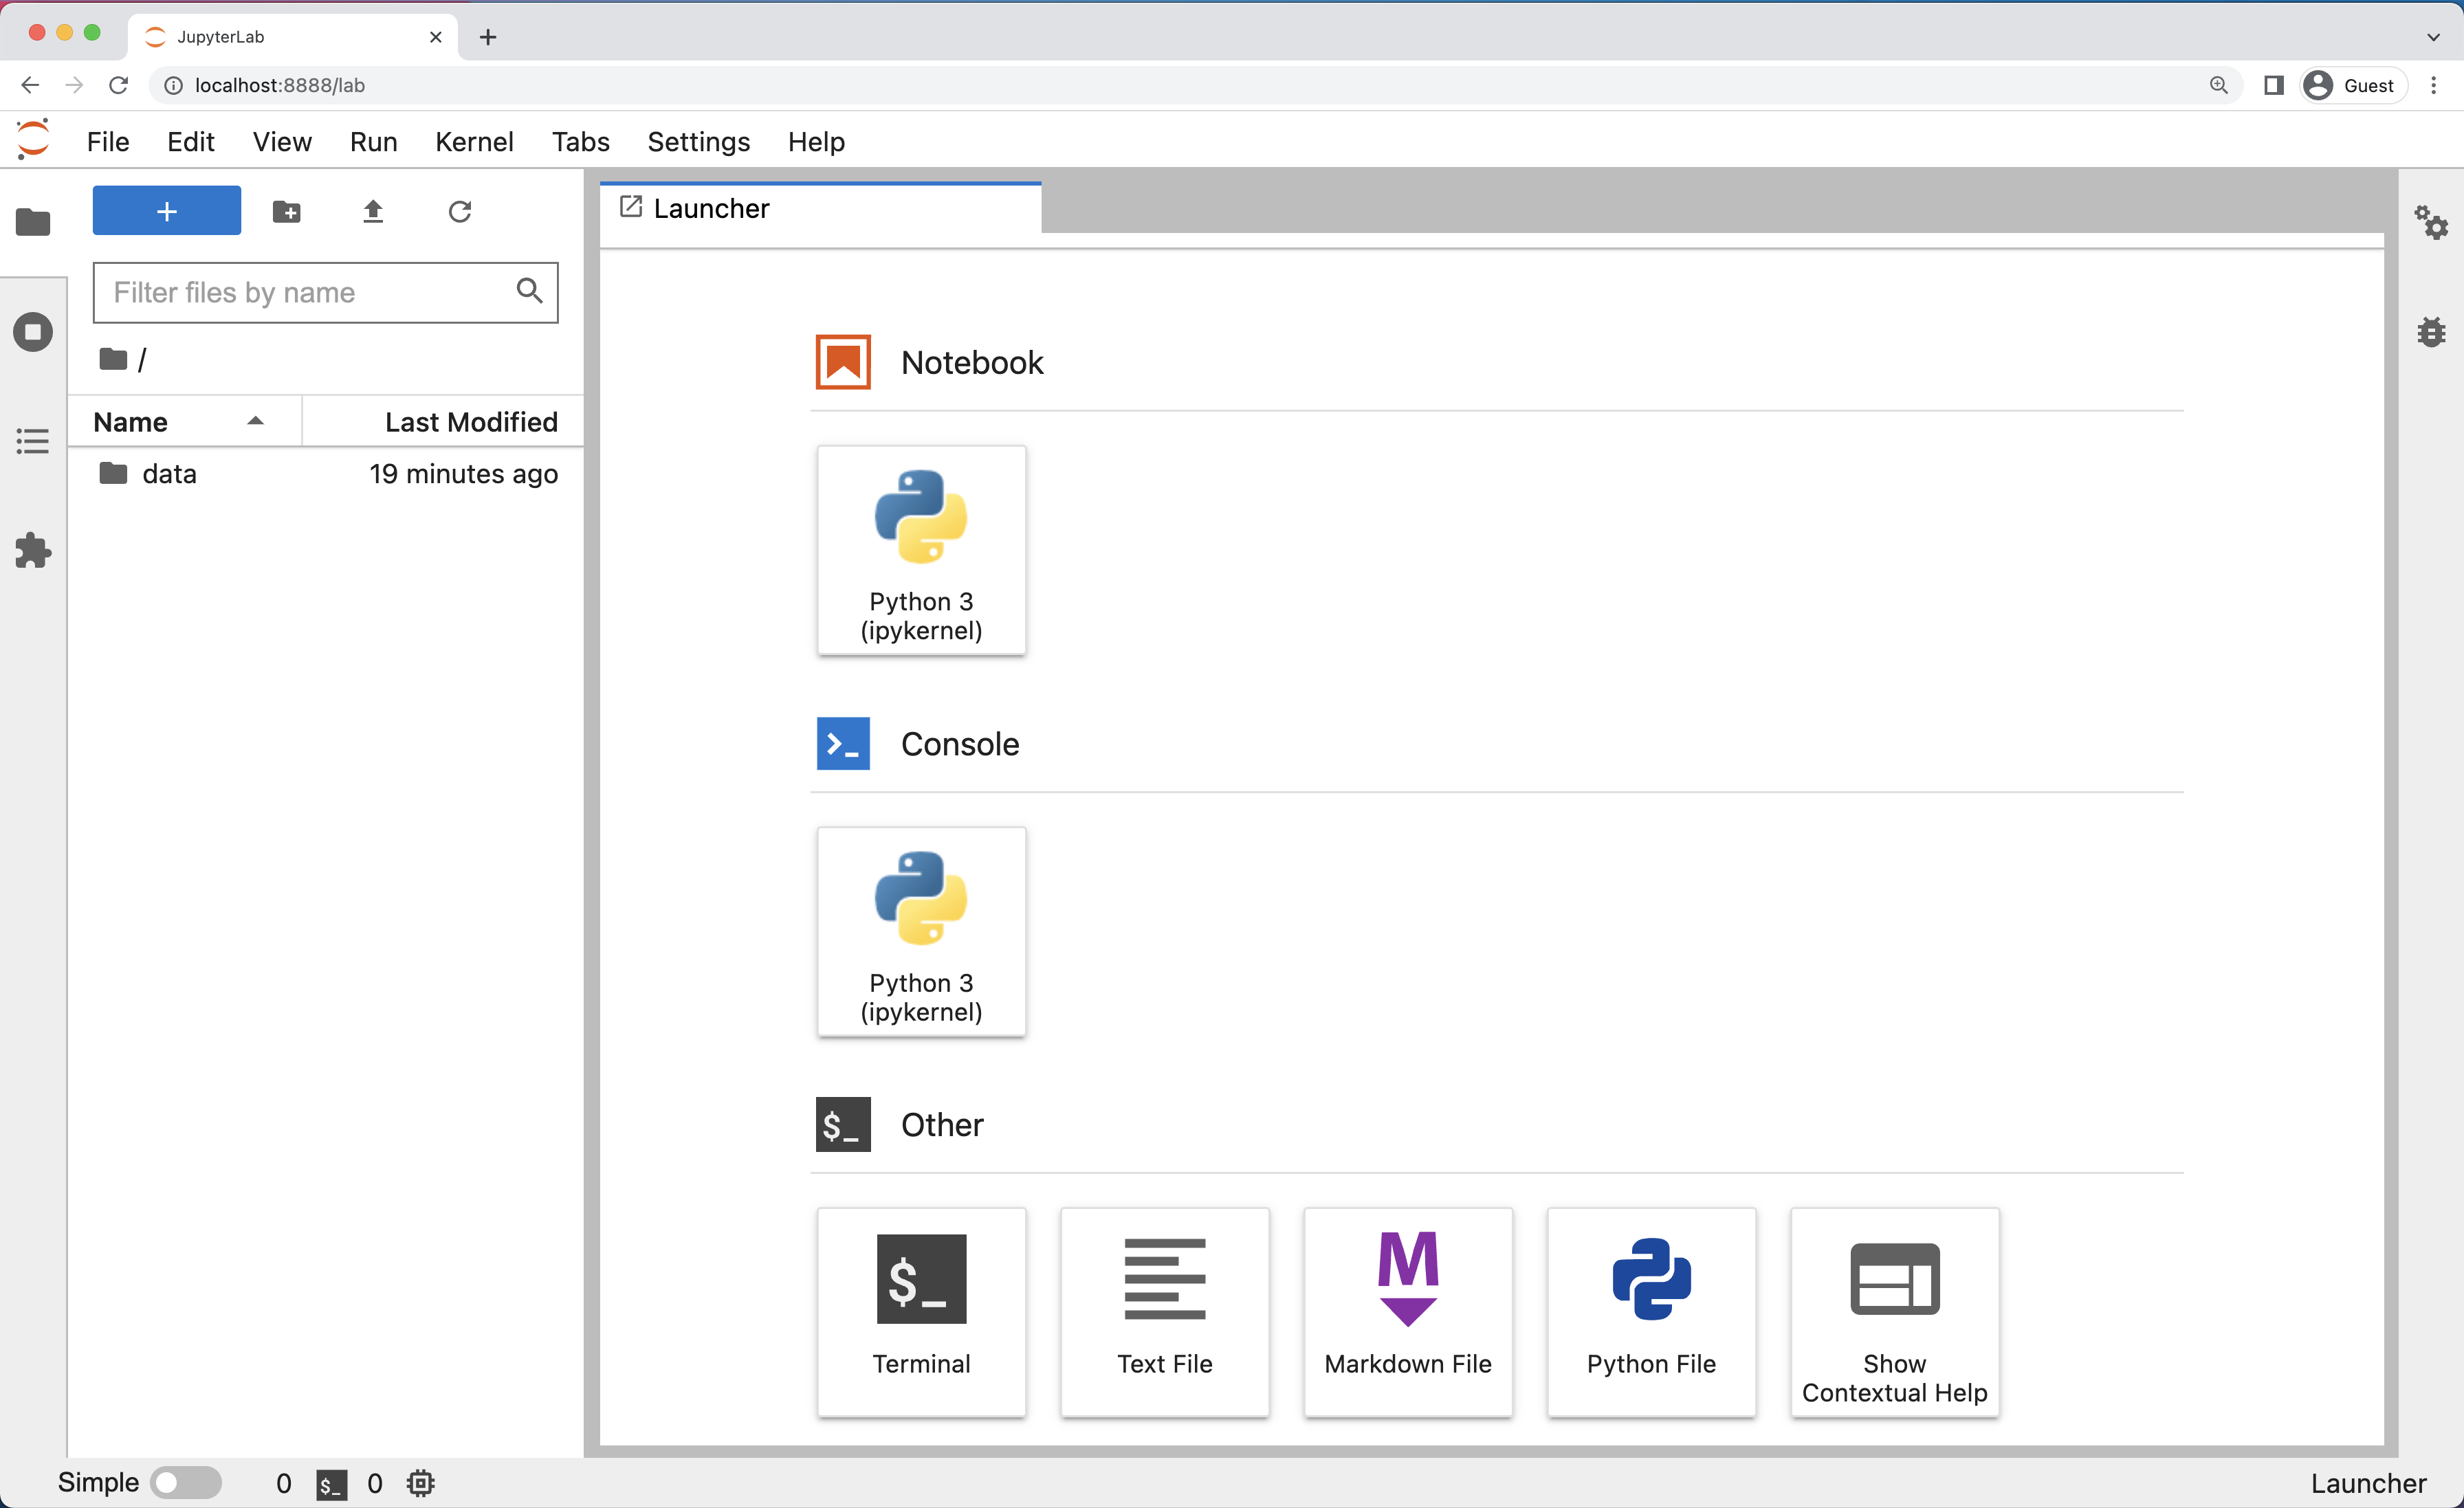 JupyterLab
localhost:8888/lab
Guest
File Edit View Run Kernel Tabs Settings Help
+
Launcher
Filter files by name
/
Name Last Modified
data 19 minutes ago
Notebook
Python 3
(ipykernel)
Console
Python 3
(ipykernel)
$_ Other
$_
Terminal
Text File
M
Markdown File
Python File
Show
Contextual Help
Simple 0 $_ 0
Launcher